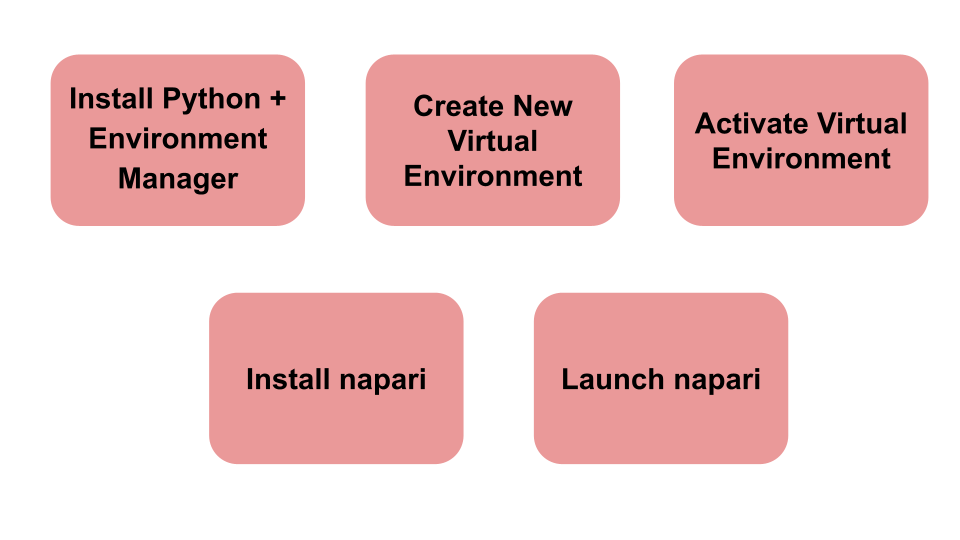 Install Python +
Environment
Manager
Create New
Virtual
Environment
Activate Virtual
Environment
Install napari
Launch napari